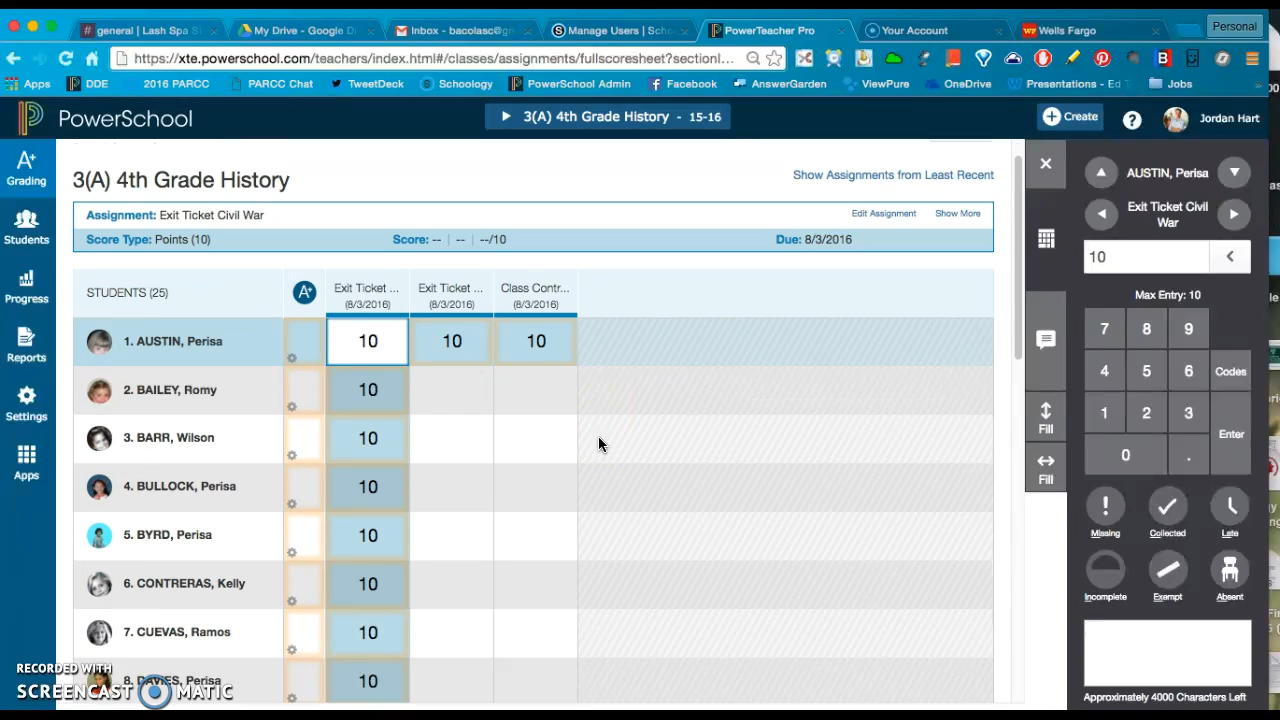 general | Lash Spa S
My Drive - Google D
Inbox - bacolasc@gr
Manage Users | Scho
PowerTeacher Pro
Your Account
Wells Fargo
Personal
https://xte.powerschool.com/teachers/index.html#/classes/assignments/fullscoresheet?sectionI...
Apps
DDE
2016 PARCC
PARCC Chat
TweetDeck
Schoology
PowerSchool Admin
Facebook
AnswerGarden
ViewPure
OneDrive
Presentations - Ed T
Jobs
PowerSchool
3(A) 4th Grade History - 15-16
Create
?
Jordan Hart
A+
Grading
Students
Progress
Reports
Settings
Apps
3(A) 4th Grade History
Show Assignments from Least Recent
Assignment: Exit Ticket Civil War
Edit Assignment
Show More
Score Type: Points (10)
Score: -- | -- | --/10
Due: 8/3/2016
STUDENTS (25)
A+
Exit Ticket ...
(8/3/2016)
Exit Ticket ...
(8/3/2016)
Class Contr...
(8/3/2016)
1. AUSTIN, Perisa 10 10 10
2. BAILEY, Romy 10
3. BARR, Wilson 10
4. BULLOCK, Perisa 10
5. BYRD, Perisa 10
6. CONTRERAS, Kelly 10
7. CUEVAS, Ramos 10
8. DAVIES, Perisa 10
RECORDED WITH
SCREENCAST MATIC
AUSTIN, Perisa
Exit Ticket Civil
War
10
Max Entry: 10
7 8 9
4 5 6 Codes
1 2 3
Enter
0 .
Fill
Fill
Missing
Collected
Late
Incomplete
Exempt
Absent
Approximately 4000 Characters Left